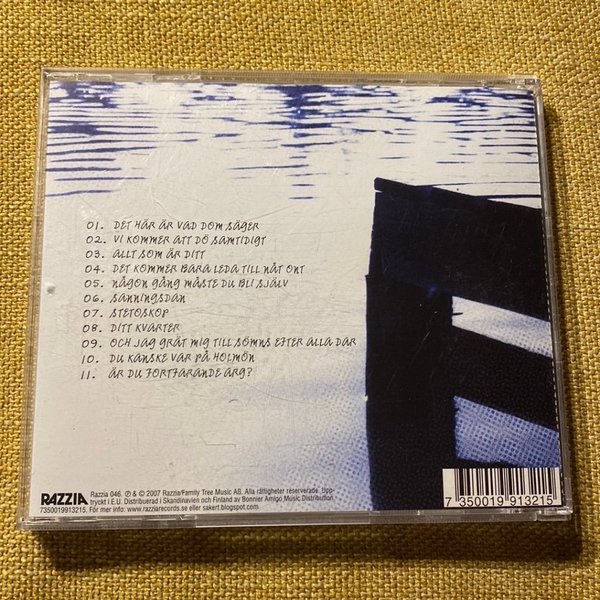 01. DET HÄR ÄR VAD DOM SÄGER
02. VI KOMMER ATT DÖ SAMTIDIGT
03. ALLT SOM ÄR DITT
04. DET KOMMER BARA LEDA TILL NÅT ONT
05. NÅGON GÅNG MÅSTE DU BLI SJÄLV
06. SANNINGSDAN
07. STETOSKOP
08. DITT KVARTER
09. OCH JAG GRÄT MIG TILL SÖMNS EFTER ALLA DAR
10. DU KANSKE VAR PÅ HOLMÖN
11. ÄR DU FORTFARANDE ARG?
RAZZIA
Razzia 046. ℗ & © 2007 Razzia/Family Tree Music AB. Alla rättigheter reserverade. Upp-
tryckt i E.U. Distribuerad i Skandinavien och Finland av Bonnier Amigo Music Distribution.
7350019913215. För mer info: www.razziarecords.se eller sakert.blogspot.com.
7 350019 913215